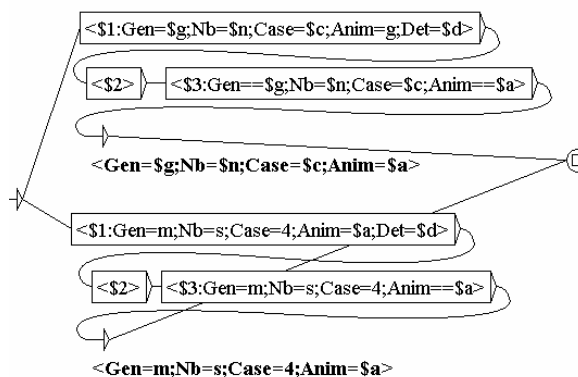 <$1:Gen=$g;Nb=$n;Case=$c;Anim=g;Det=$d>
<$2> <$3:Gen==$g;Nb=$n;Case=$c;Anim==$a>
<Gen=$g;Nb=$n;Case=$c;Anim=$a>
<$1:Gen=m;Nb=s;Case=4;Anim=$a;Det=$d>
<$2> <$3:Gen=m;Nb=s;Case=4;Anim==$a>
<Gen=m;Nb=s;Case=4;Anim=$a>